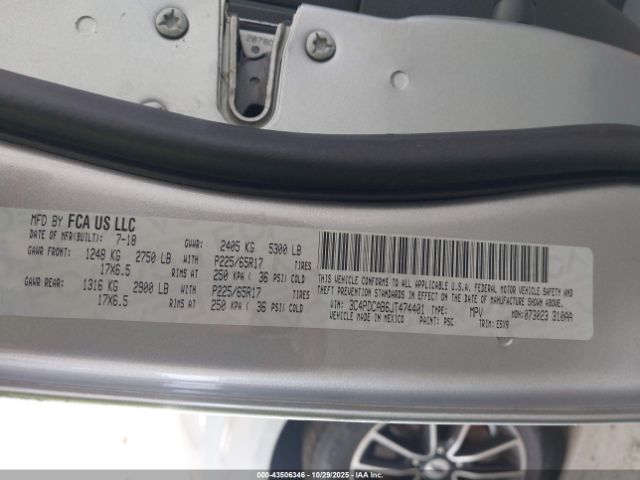 2078C
MFD BY FCA US LLC
DATE OF MFR(BUILT): 7-18 GVWR: 2405 KG 5300 LB
GAWR FRONT: 1248 KG 2750 LB WITH P225/65R17 TIRES
17X6.5 RIMS AT 250 KPA ( 36 PSI) COLD
GAWR REAR: 1316 KG 2900 LB WITH P225/65R17 TIRES
17X6.5 RIMS AT 250 KPA ( 36 PSI) COLD
THIS VEHICLE CONFORMS TO ALL APPLICABLE U.S.A. FEDERAL MOTOR VEHICLE SAFETY AND
THEFT PREVENTION STANDARDS IN EFFECT ON THE DATE OF MANUFACTURE SHOWN ABOVE.
VIN: 3C4PDCAB6JT474401 TYPE: MPV MDH: 073023 310AA
MADE IN MEXICO PAINT: PSC TRIM: E5X9
000-43506346 - 10/29/2025 - IAAI.com